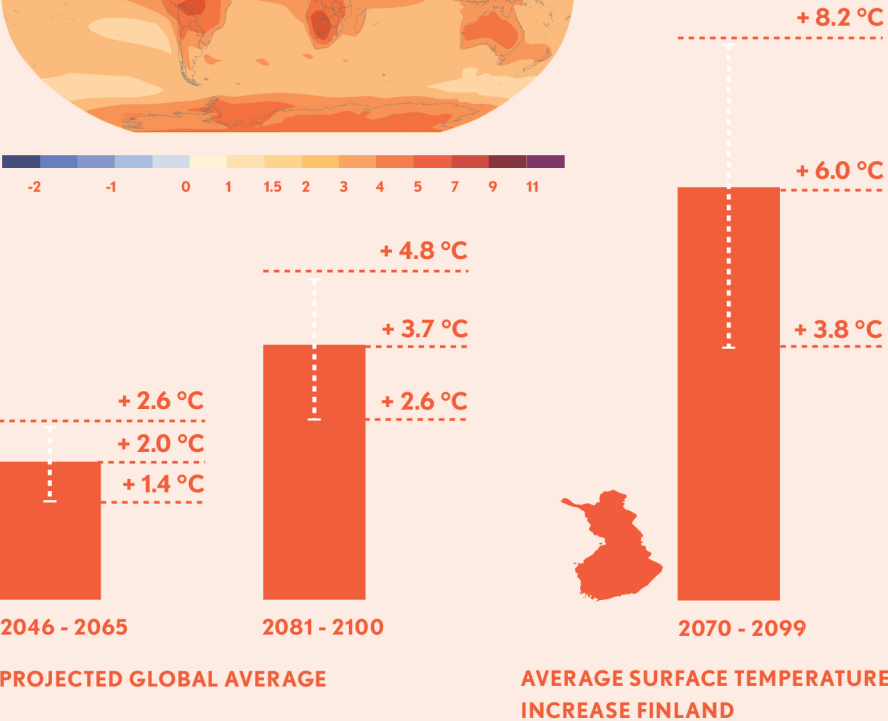 -2 -1 0 1 1.5 2 3 4 5 7 9 11
+ 2.6 °C
+ 2.0 °C
+ 1.4 °C
2046 - 2065
+ 4.8 °C
+ 3.7 °C
+ 2.6 °C
2081 - 2100
PROJECTED GLOBAL AVERAGE
+ 8.2 °C
+ 6.0 °C
+ 3.8 °C
2070 - 2099
AVERAGE SURFACE TEMPERATURE
INCREASE FINLAND